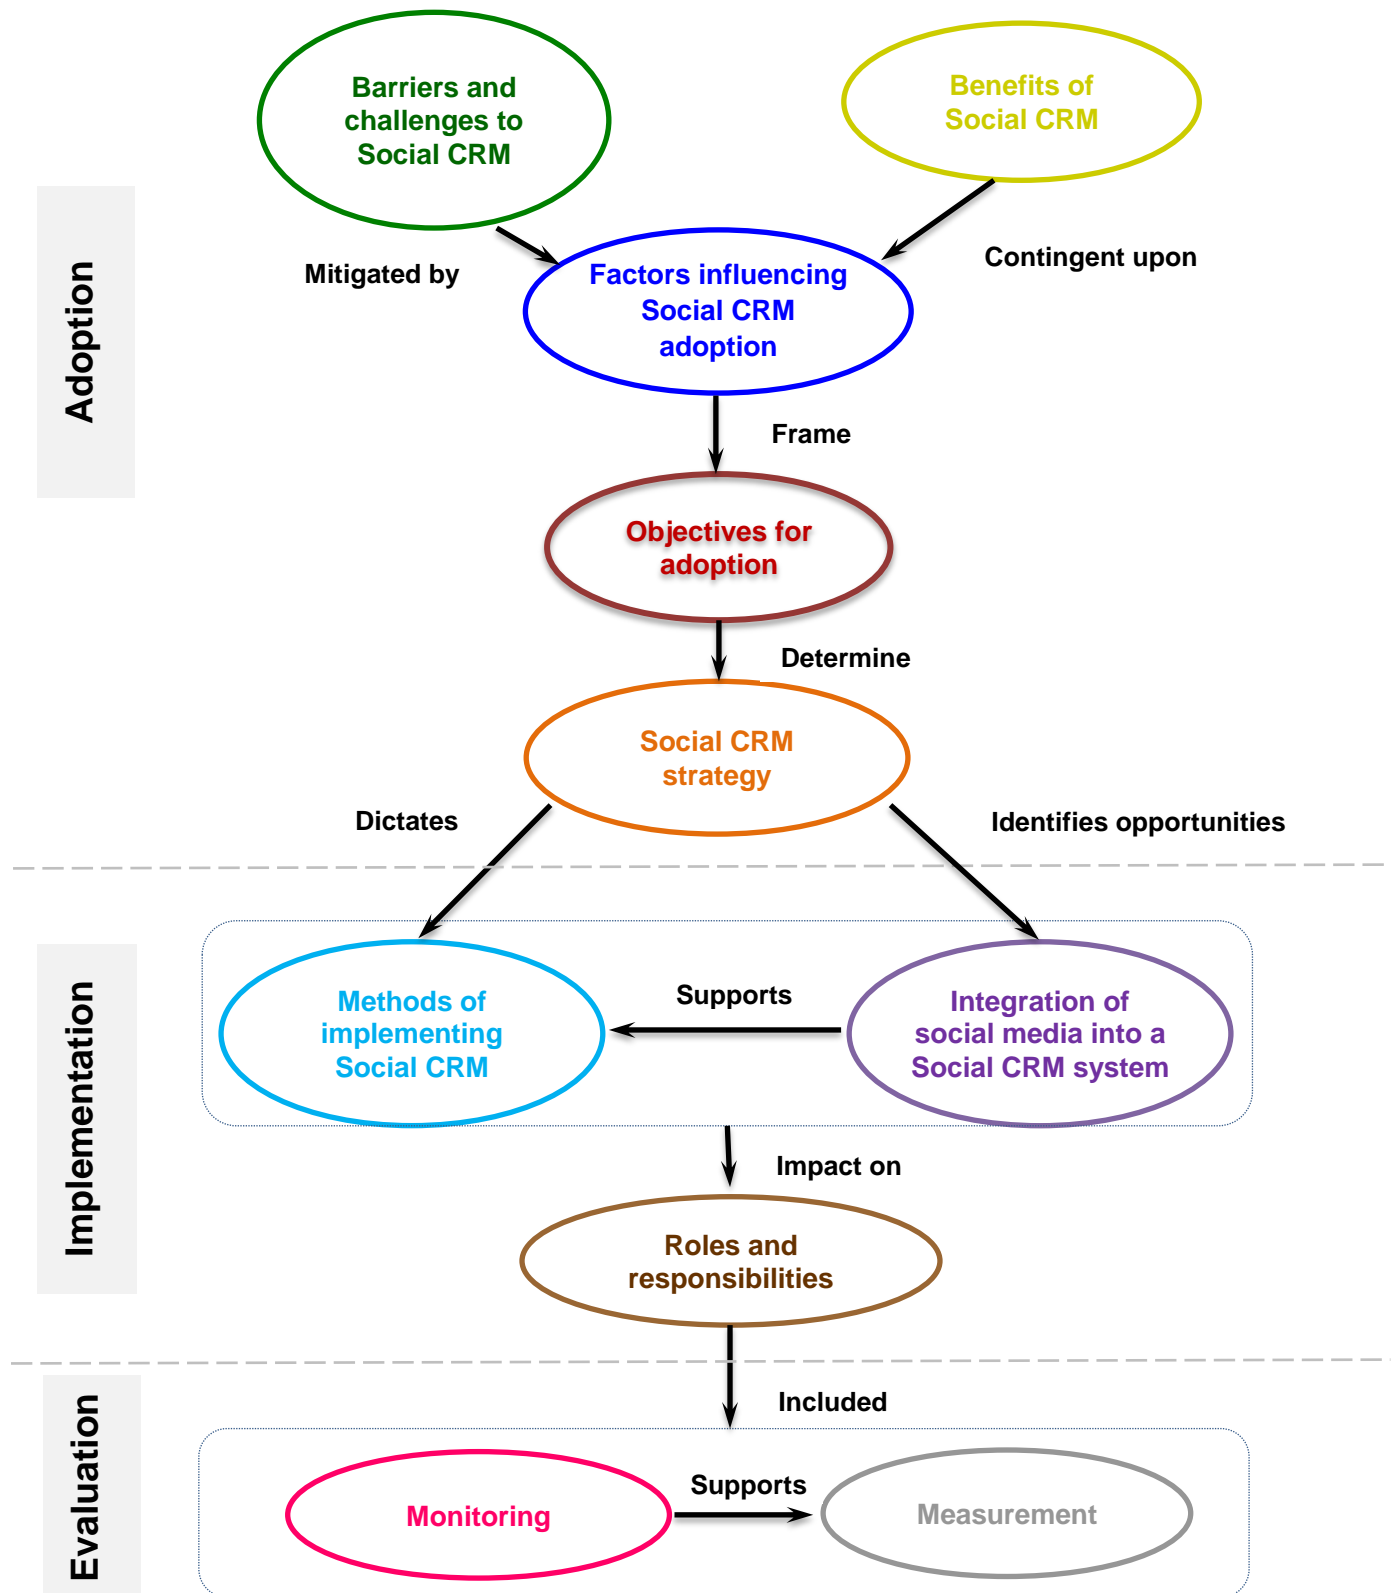 Barriers and
challenges to
Social CRM
Benefits of
Social CRM
Adoption
Mitigated by
Contingent upon
Factors influencing
Social CRM
adoption
Frame
Objectives for
adoption
Determine
Social CRM
strategy
Dictates
Identifies opportunities
Implementation
Methods of
implementing
Social CRM
Supports
Integration of
social media into a
Social CRM system
Impact on
Roles and
responsibilities
Included
Evaluation
Monitoring
Supports
Measurement